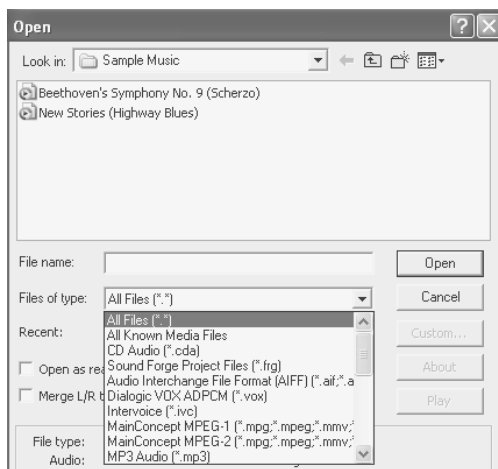 Open
Look in: Sample Music
Beethoven's Symphony No. 9 (Scherzo)
New Stories (Highway Blues)
File name: Open
Files of type: All Files (*.*) Cancel
All Files (*.*)
All Known Media Files
Recent: Custom...
CD Audio (*.cda)
Sound Forge Project Files (*.frg)
Open as rea About
Audio Interchange File Format (AIFF) (*.aif;*.a
Merge L/R t Dialogic VOX ADPCM (*.vox)
Intervoice (*.ivc) Play
MainConcept MPEG-1 (*.mpg;*.mpeg;*.mmv;*
File type: MainConcept MPEG-2 (*.mpg;*.mpeg;*.mmv;*
Audio: MP3 Audio (*.mp3)